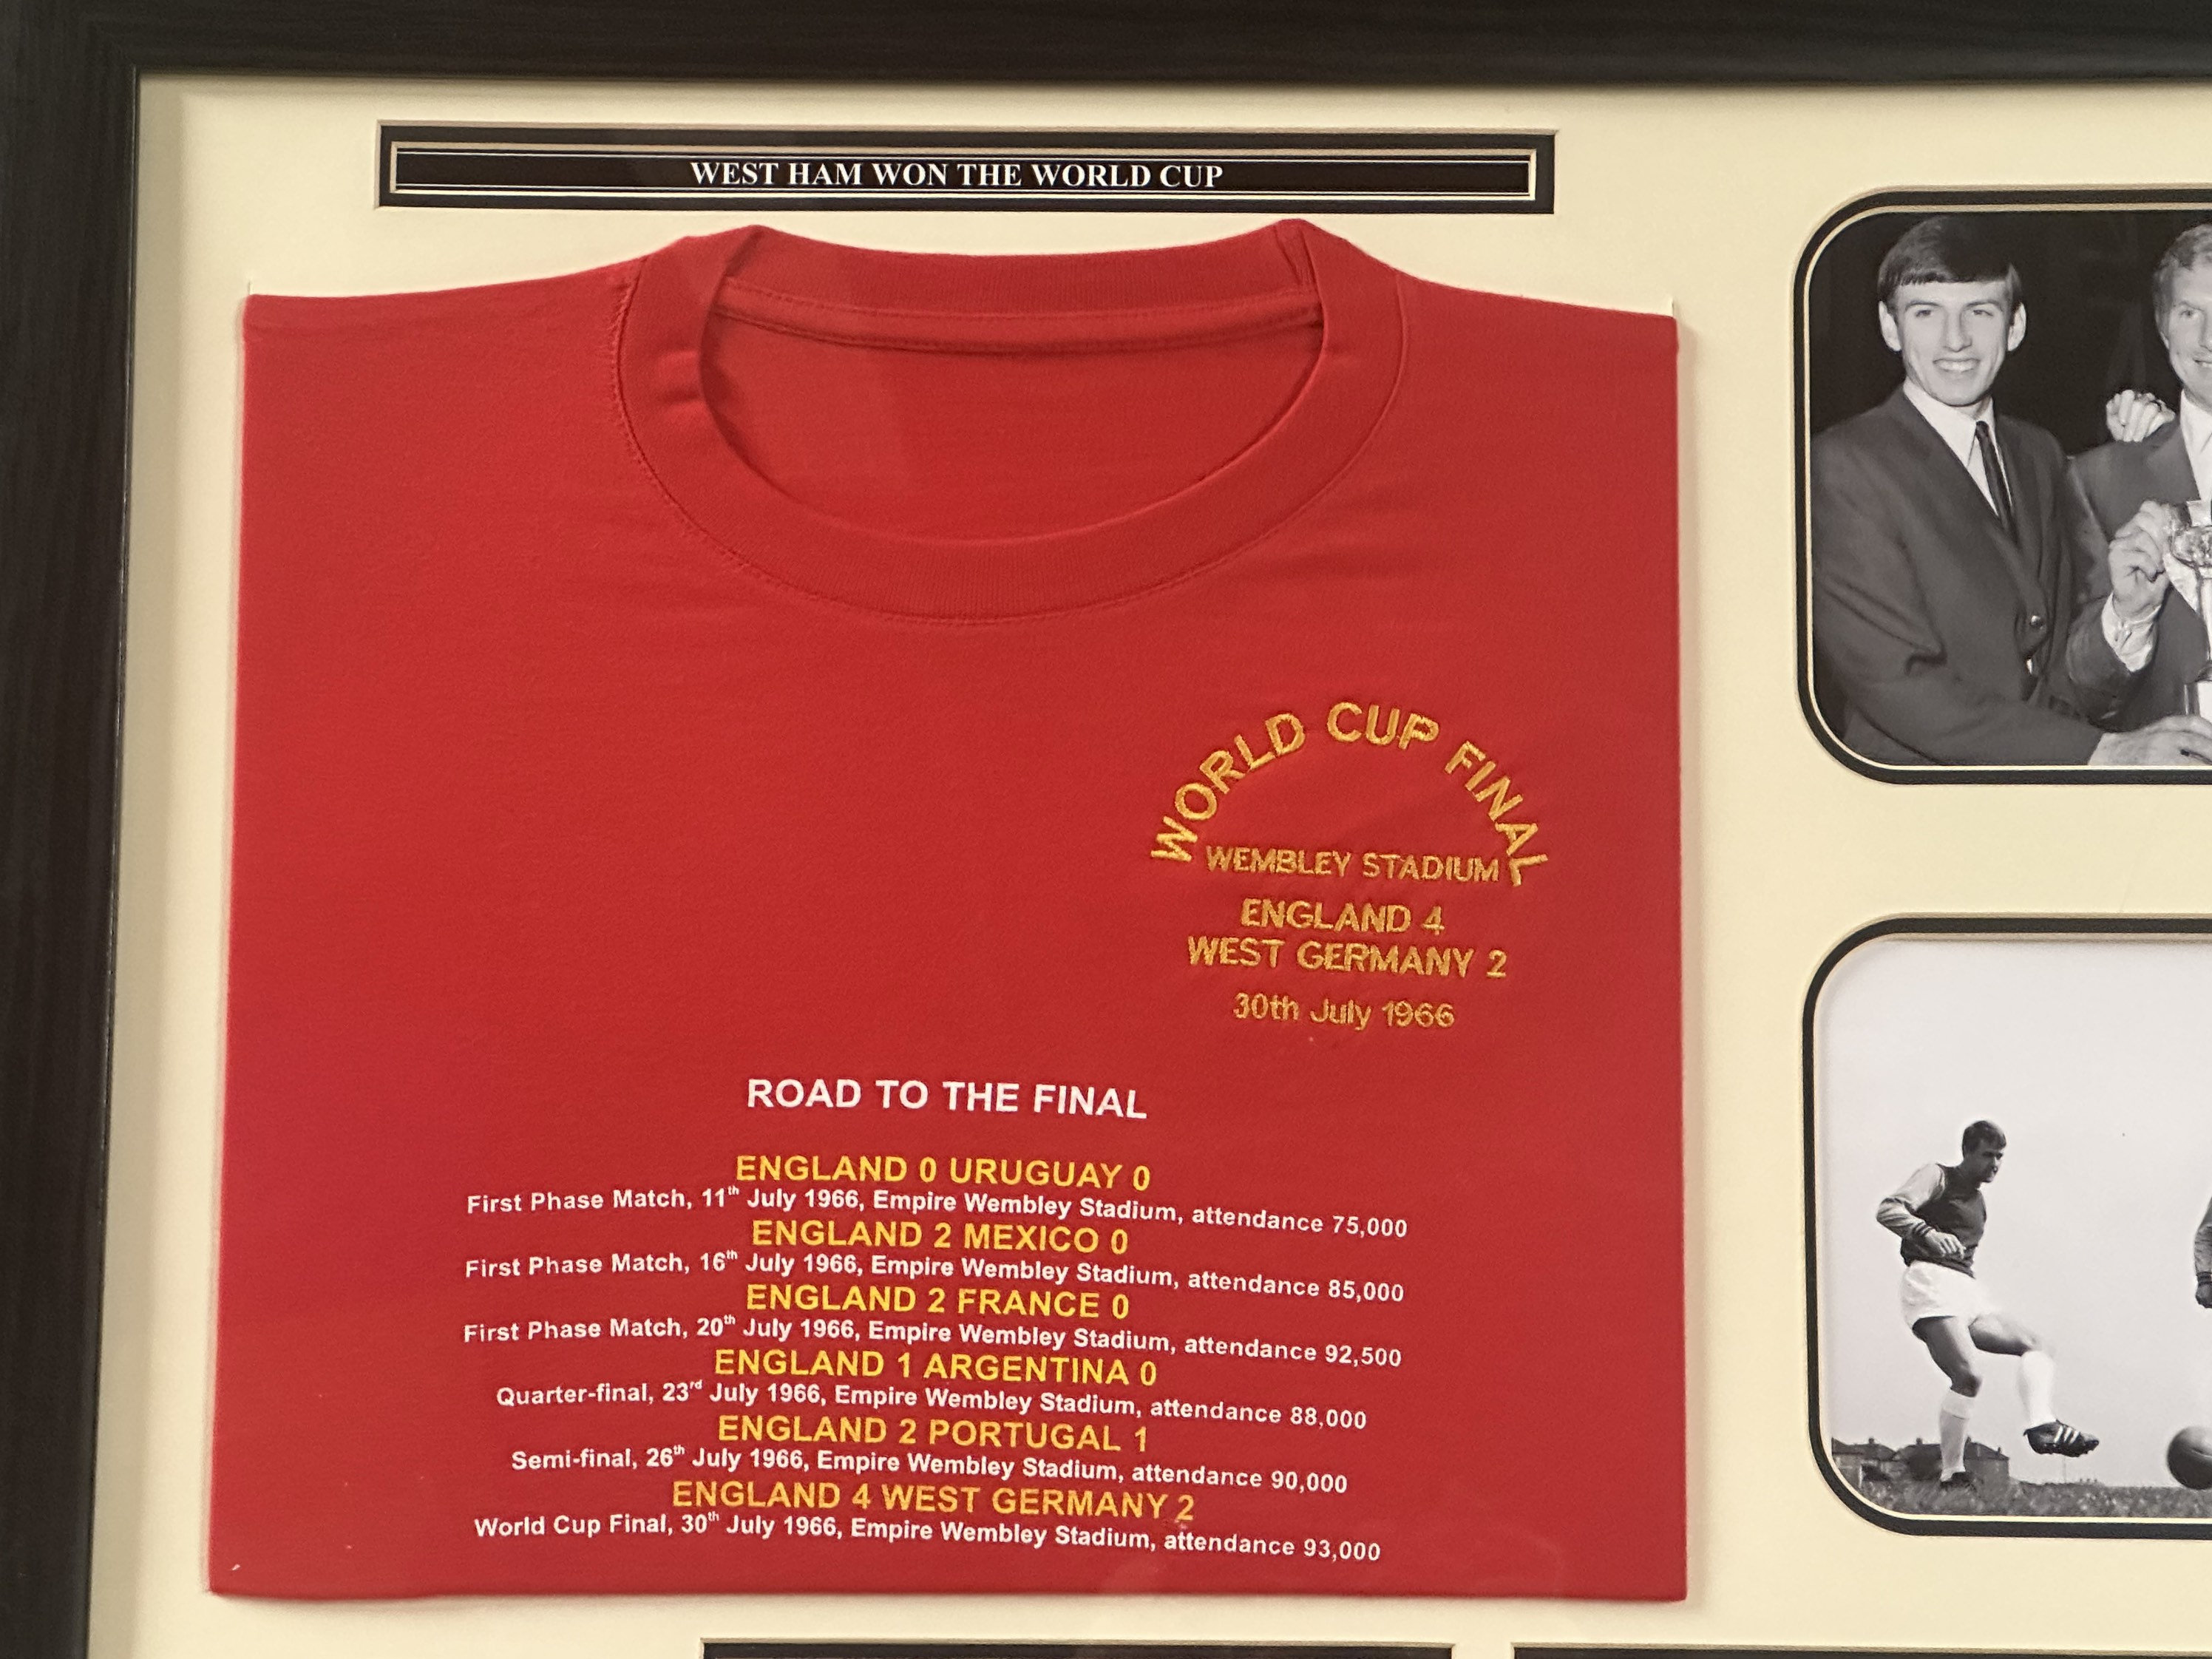 WEST HAM WON THE WORLD CUP
WORLD CUP FINAL
WEMBLEY STADIUM
ENGLAND 4
WEST GERMANY 2
30th July 1966
ROAD TO THE FINAL
ENGLAND 0 URUGUAY 0
First Phase Match, 11th July 1966, Empire Wembley Stadium, attendance 75,000
ENGLAND 2 MEXICO 0
First Phase Match, 16th July 1966, Empire Wembley Stadium, attendance 85,000
ENGLAND 2 FRANCE 0
First Phase Match, 20th July 1966, Empire Wembley Stadium, attendance 92,500
ENGLAND 1 ARGENTINA 0
Quarter-final, 23rd July 1966, Empire Wembley Stadium, attendance 88,000
ENGLAND 2 PORTUGAL 1
Semi-final, 26th July 1966, Empire Wembley Stadium, attendance 90,000
ENGLAND 4 WEST GERMANY 2
World Cup Final, 30th July 1966, Empire Wembley Stadium, attendance 93,000